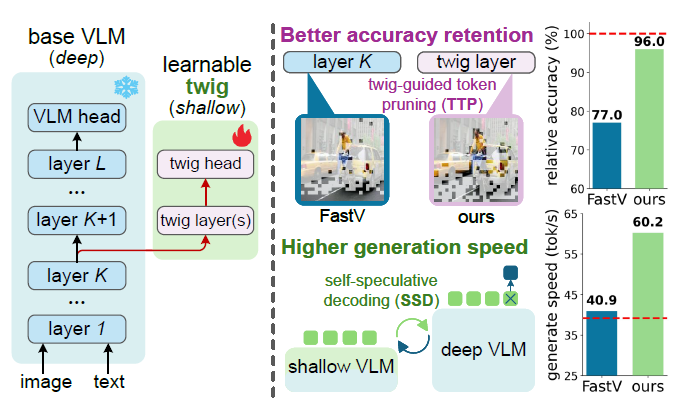 base VLM
(deep)
VLM head
layer L
...
layer K+1
layer K
...
layer 1
image
text
learnable
twig
(shallow)
twig head
twig layer(s)
Better accuracy retention
layer K
twig layer
twig-guided token
pruning (TTP)
FastV
ours
Higher generation speed
self-speculative
decoding (SSD)
shallow VLM
deep VLM
relative accuracy (%)
100
90
80
70
60
77.0
96.0
FastV
ours
generate speed (tok/s)
65
55
45
35
25
40.9
60.2
FastV
ours